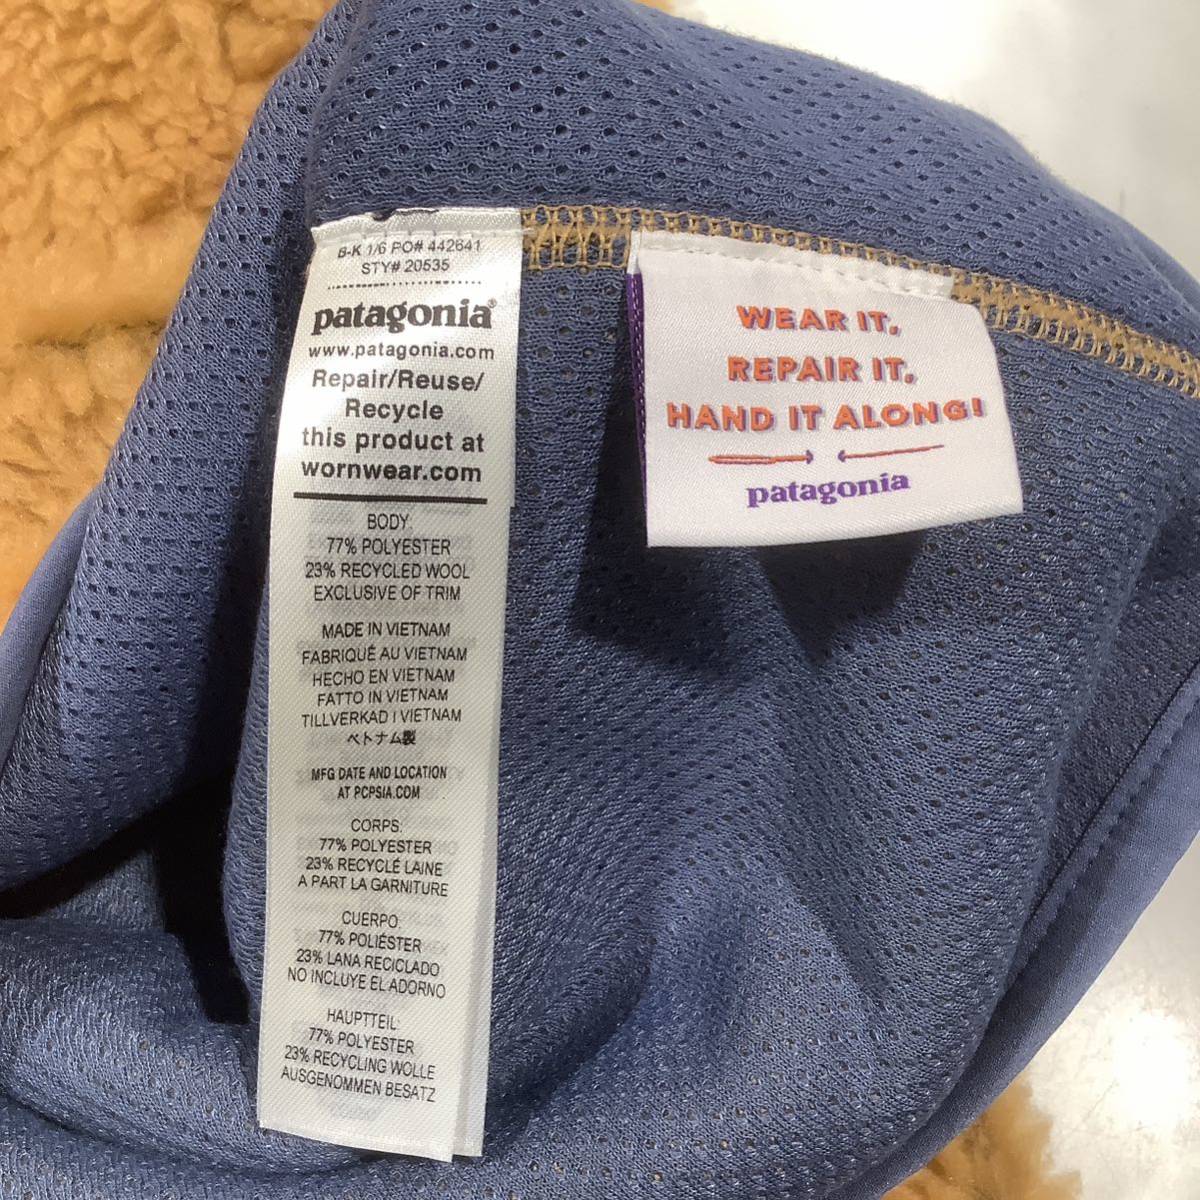 B-K 1/6 PO# 442641
STY# 20535
patagonia®
www.patagonia.com
Repair/Reuse/
Recycle
this product at
wornwear.com
BODY:
77% POLYESTER
23% RECYCLED WOOL
EXCLUSIVE OF TRIM
MADE IN VIETNAM
FABRIQUÉ AU VIETNAM
HECHO EN VIETNAM
FATTO IN VIETNAM
TILLVERKAD I VIETNAM
ベトナム製
MFG DATE AND LOCATION
AT PCPSIA.COM
CORPS:
77% POLYESTER
23% RECYCLÉ LAINE
A PART LA GARNITURE
CUERPO:
77% POLIÉSTER
23% LANA RECICLADO
NO INCLUYE EL ADORNO
HAUPTTEIL:
77% POLYESTER
23% RECYCLING WOLLE
AUSGENOMMEN BESATZ
WEAR IT,
REPAIR IT,
HAND IT ALONG!
patagonia